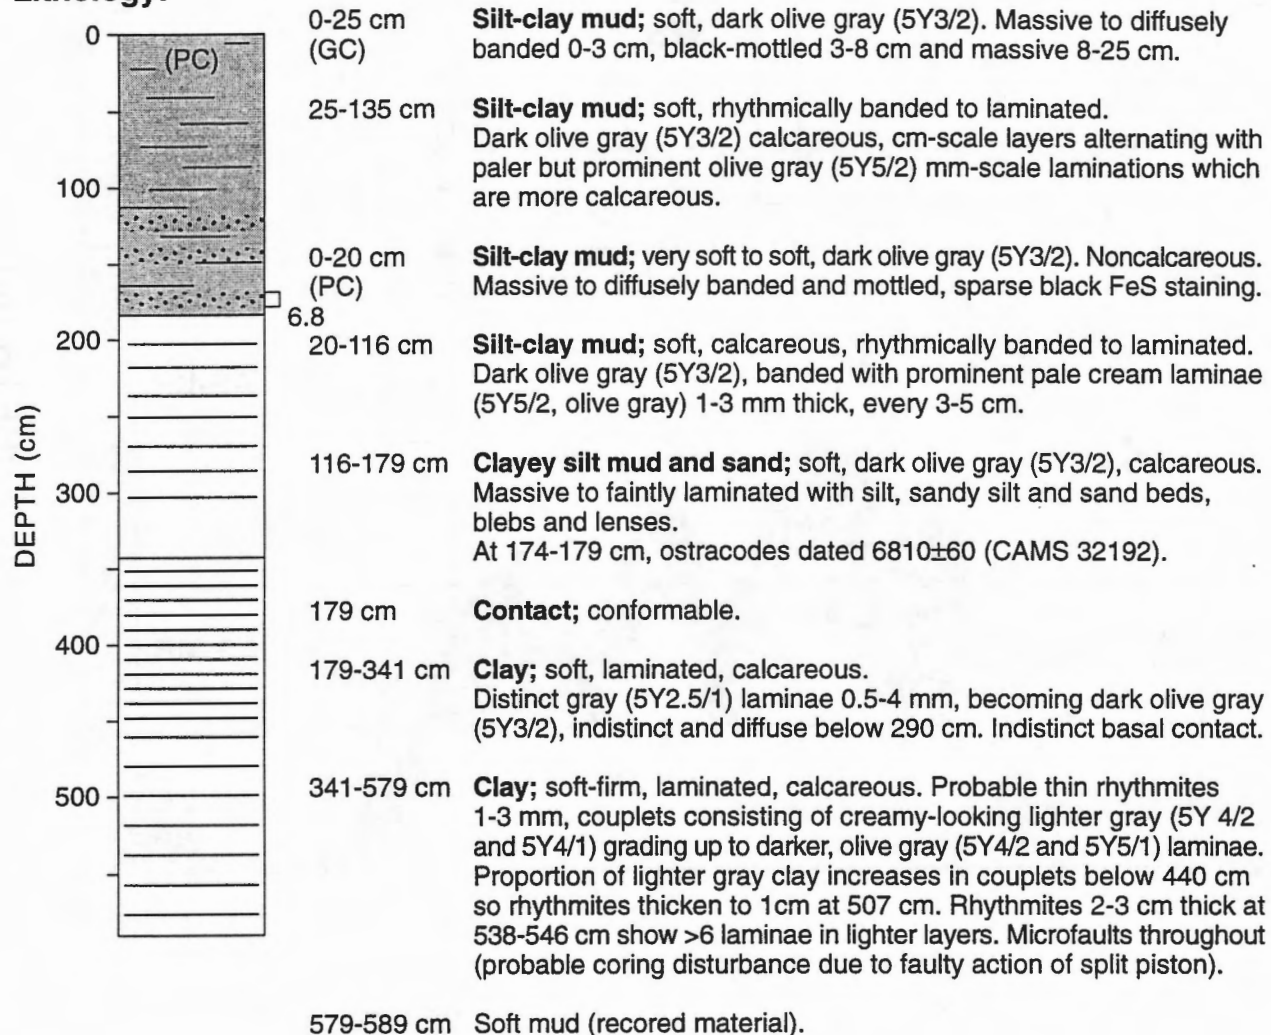 0-25 cm Silt-clay mud; soft, dark olive gray (5Y3/2). Massive to diffusely
(GC) banded 0-3 cm, black-mottled 3-8 cm and massive 8-25 cm.
25-135 cm Silt-clay mud; soft, rhythmically banded to laminated.
Dark olive gray (5Y3/2) calcareous, cm-scale layers alternating with
paler but prominent olive gray (5Y5/2) mm-scale laminations which
are more calcareous.
0-20 cm Silt-clay mud; very soft to soft, dark olive gray (5Y3/2). Noncalcareous.
(PC) Massive to diffusely banded and mottled, sparse black FeS staining.
20-116 cm Silt-clay mud; soft, calcareous, rhythmically banded to laminated.
Dark olive gray (5Y3/2), banded with prominent pale cream laminae
(5Y5/2, olive gray) 1-3 mm thick, every 3-5 cm.
116-179 cm Clayey silt mud and sand; soft, dark olive gray (5Y3/2), calcareous.
Massive to faintly laminated with silt, sandy silt and sand beds,
blebs and lenses.
At 174-179 cm, ostracodes dated 6810±60 (CAMS 32192).
179 cm Contact; conformable.
179-341 cm Clay; soft, laminated, calcareous.
Distinct gray (5Y2.5/1) laminae 0.5-4 mm, becoming dark olive gray
(5Y3/2), indistinct and diffuse below 290 cm. Indistinct basal contact.
341-579 cm Clay; soft-firm, laminated, calcareous. Probable thin rhythmites
1-3 mm, couplets consisting of creamy-looking lighter gray (5Y 4/2
and 5Y4/1) grading up to darker, olive gray (5Y4/2 and 5Y5/1) laminae.
Proportion of lighter gray clay increases in couplets below 440 cm
so rhythmites thicken to 1cm at 507 cm. Rhythmites 2-3 cm thick at
538-546 cm show >6 laminae in lighter layers. Microfaults throughout
(probable coring disturbance due to faulty action of split piston).
579-589 cm Soft mud (recored material).
DEPTH (cm)
0
100
200
300
400
500
(PC)
6.8